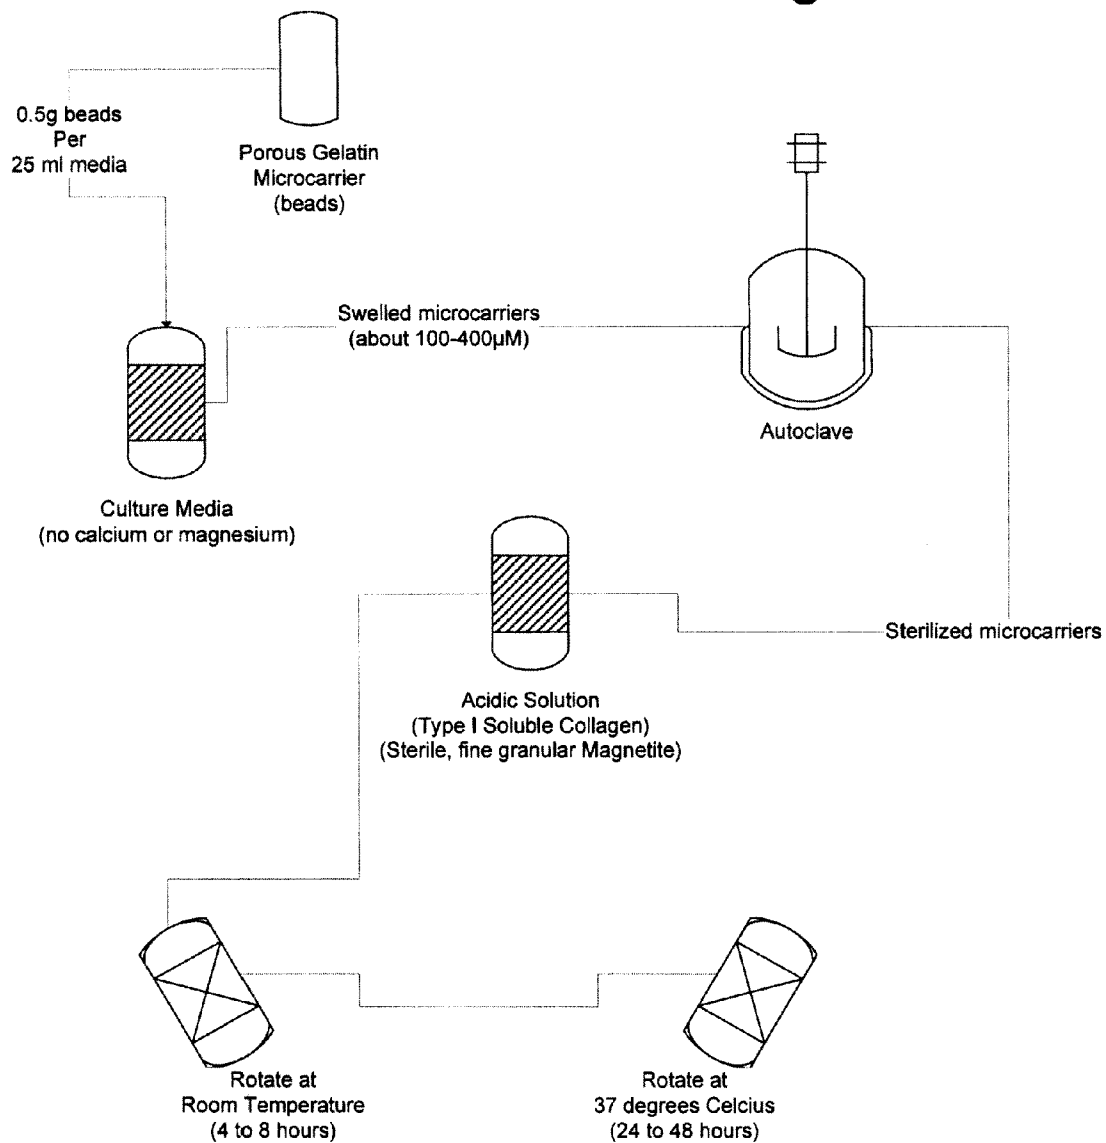 0.5g beads
Per
25 ml media
Porous Gelatin
Microcarrier
(beads)
Swelled microcarriers
(about 100-400µM)
Autoclave
Culture Media
(no calcium or magnesium)
Sterilized microcarriers
Acidic Solution
(Type I Soluble Collagen)
(Sterile, fine granular Magnetite)
Rotate at
Room Temperature
(4 to 8 hours)
Rotate at
37 degrees Celcius
(24 to 48 hours)